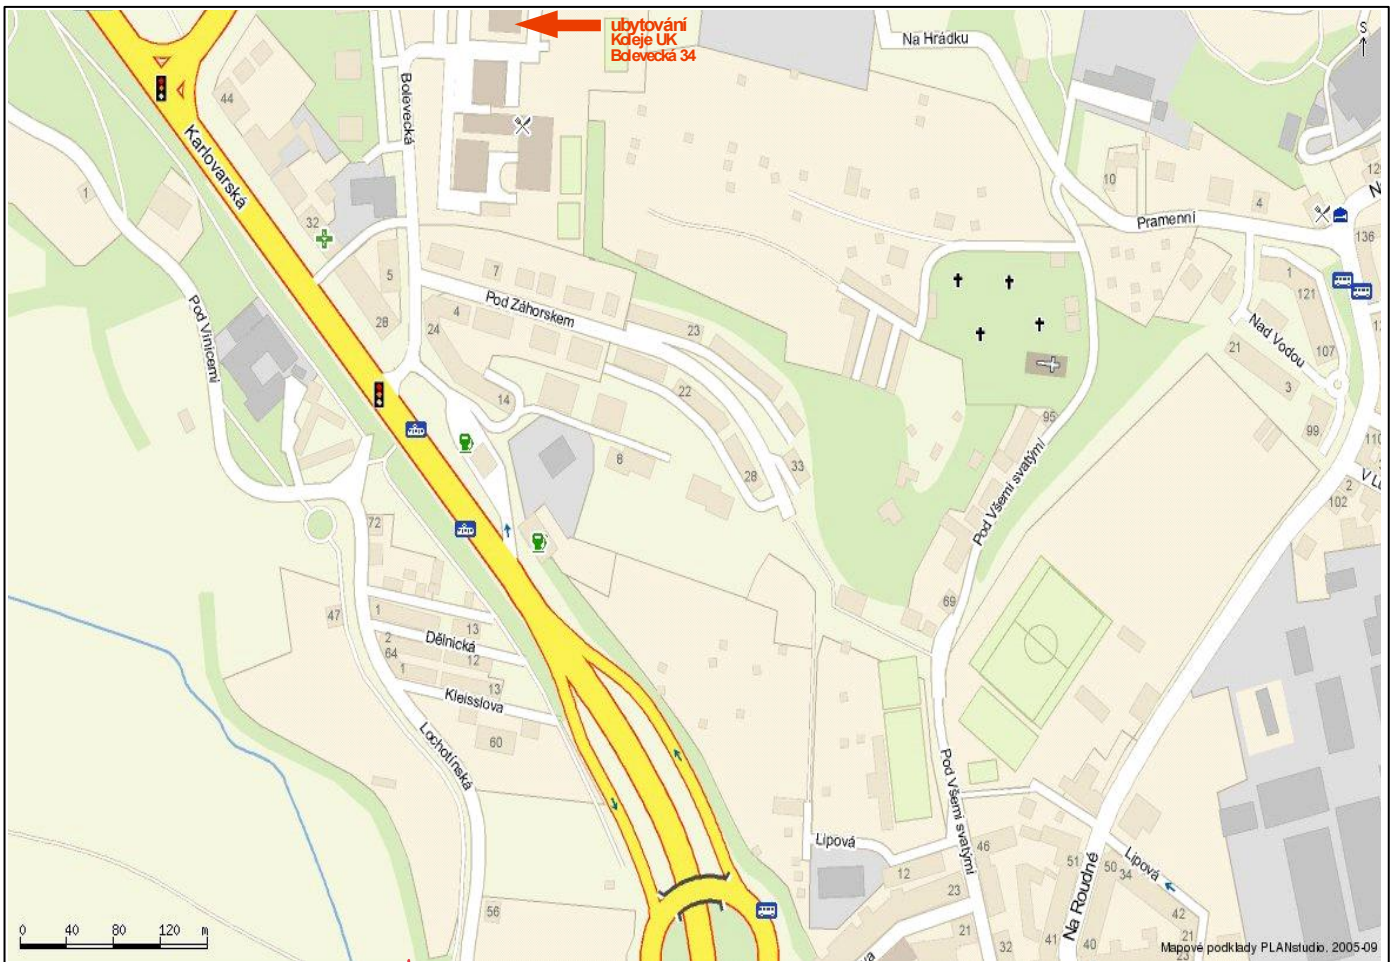 ubytování
Koleje UK
Bolevecká 34
Na Hrádku
S
Bolevecká
44
Karlovarská
1
10
4
Pramenní
136
32
5
7
Pod Záhorskem
4
28
24
23
1
121
Nad Vodou
107
21
3
Pod Vinicemi
22
14
95
99
110
8
33
28
2
102
Pod Všemi svatými
72
69
47
1
13
2
Dělnická
64
12
1
13
Kleisslova
60
Lochotínská
Pod Všemi svatými
Lipová
46
12
51
50
34
Lipová
23
42
56
Na Roudné
41
40
32
21
23
0 40 80 120 m
Mapové podklady PLANstudio, 2005-09